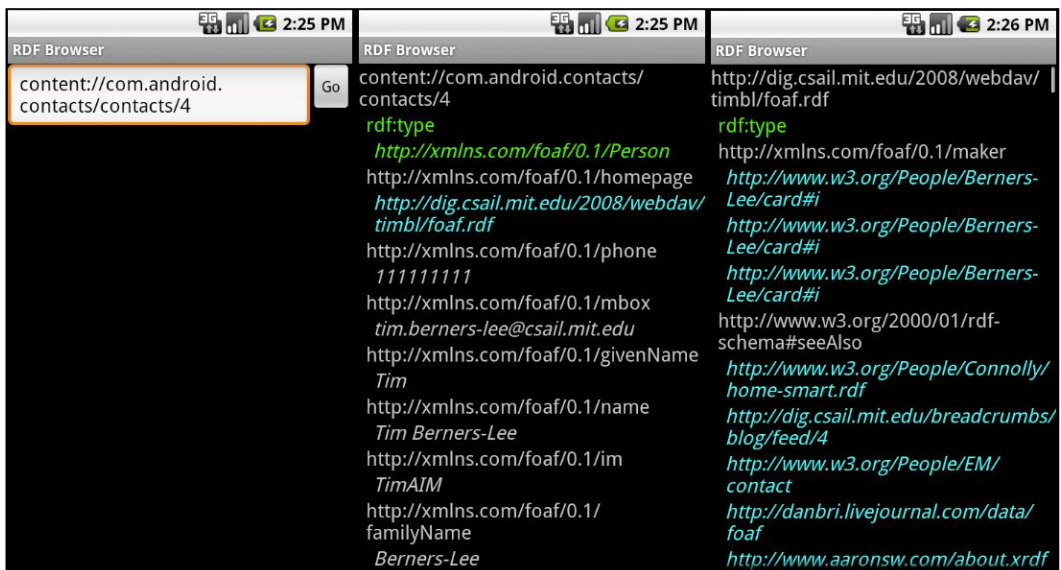 3G 2:25 PM
RDF Browser
content://com.android.
contacts/contacts/4
Go
3G 2:25 PM
RDF Browser
content://com.android.contacts/
contacts/4
rdf:type
http://xmlns.com/foaf/0.1/Person
http://xmlns.com/foaf/0.1/homepage
http://dig.csail.mit.edu/2008/webdav/
timbl/foaf.rdf
http://xmlns.com/foaf/0.1/phone
111111111
http://xmlns.com/foaf/0.1/mbox
tim.berners-lee@csail.mit.edu
http://xmlns.com/foaf/0.1/givenName
Tim
http://xmlns.com/foaf/0.1/name
Tim Berners-Lee
http://xmlns.com/foaf/0.1/im
TimAIM
http://xmlns.com/foaf/0.1/
familyName
Berners-Lee
3G 2:26 PM
RDF Browser
http://dig.csail.mit.edu/2008/webdav/
timbl/foaf.rdf
rdf:type
http://xmlns.com/foaf/0.1/maker
http://www.w3.org/People/Berners-
Lee/card#i
http://www.w3.org/People/Berners-
Lee/card#i
http://www.w3.org/People/Berners-
Lee/card#i
http://www.w3.org/2000/01/rdf-
schema#seeAlso
http://www.w3.org/People/Connolly/
home-smart.rdf
http://dig.csail.mit.edu/breadcrumbs/
blog/feed/4
http://www.w3.org/People/EM/
contact
http://danbri.livejournal.com/data/
foaf
http://www.aaronsw.com/about.xrdf